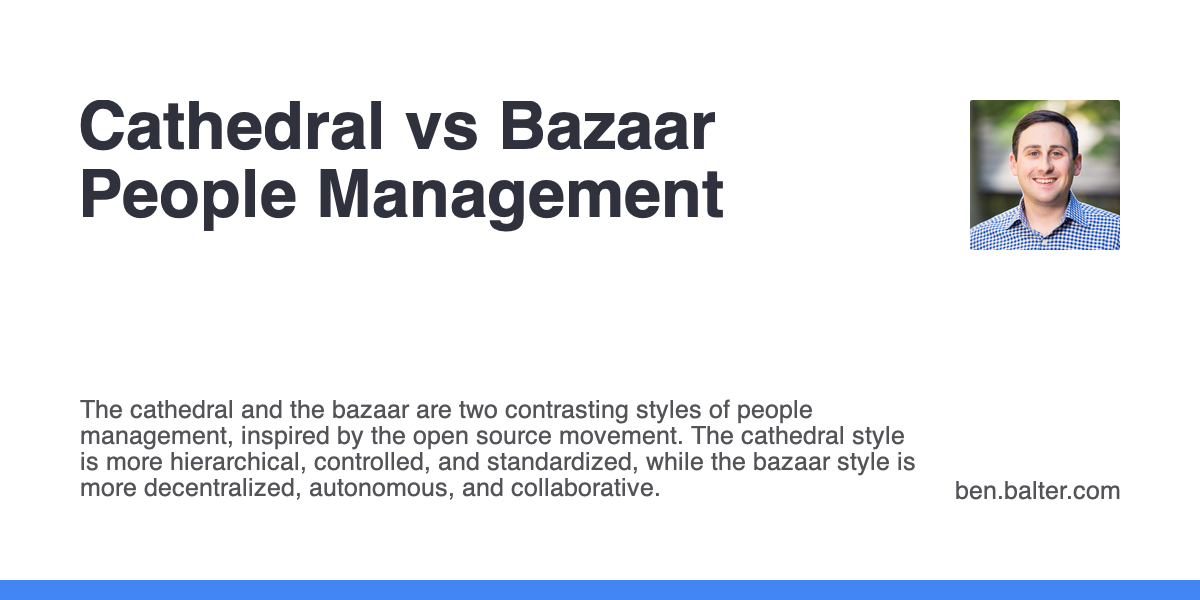 Cathedral vs Bazaar
People Management
The cathedral and the bazaar are two contrasting styles of people
management, inspired by the open source movement. The cathedral style
is more hierarchical, controlled, and standardized, while the bazaar style is
more decentralized, autonomous, and collaborative.
ben.balter.com